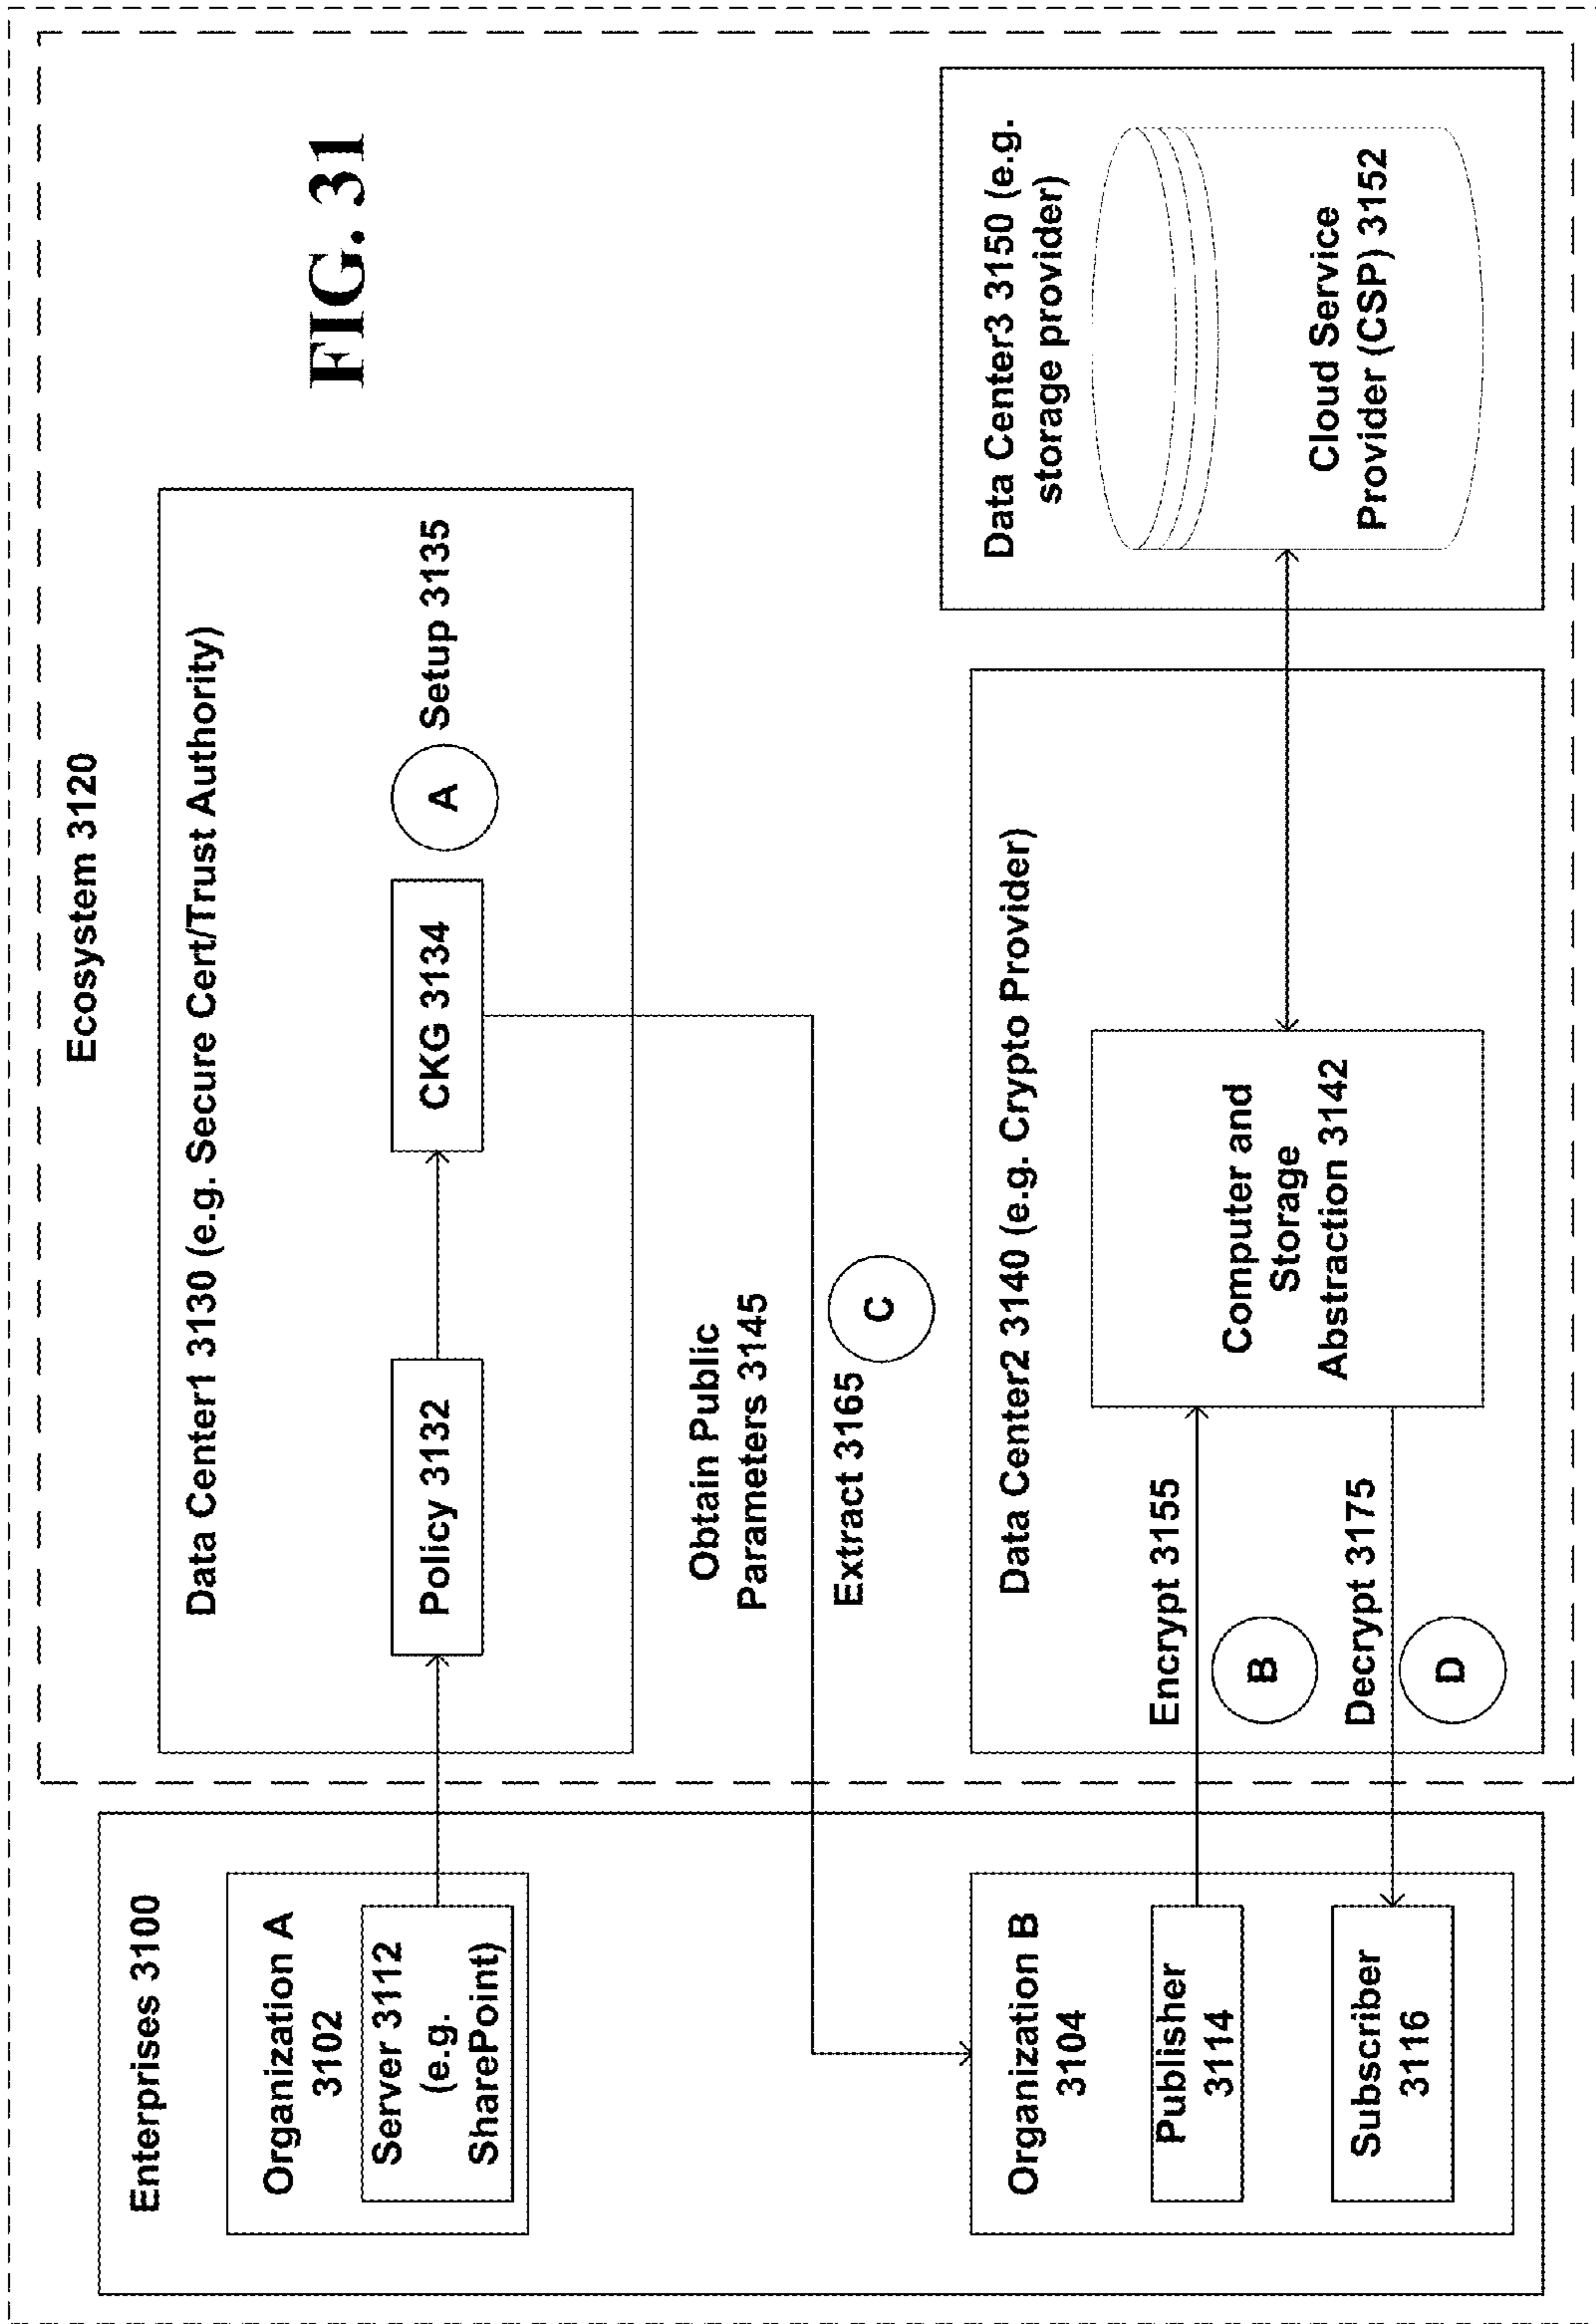 Ecosystem 3120
FIG. 31
Enterprises 3100
Organization A
3102
Server 3112
(e.g.
SharePoint)
Data Center1 3130 (e.g. Secure Cert/Trust Authority)
Policy 3132
CKG 3134
A
Setup 3135
Obtain Public
Parameters 3145
Extract 3165
C
Organization B
3104
Publisher
3114
Subscriber
3116
Data Center2 3140 (e.g. Crypto Provider)
Encrypt 3155
B
Decrypt 3175
D
Computer and
Storage
Abstraction 3142
Data Center3 3150 (e.g.
storage provider)
Cloud Service
Provider (CSP) 3152